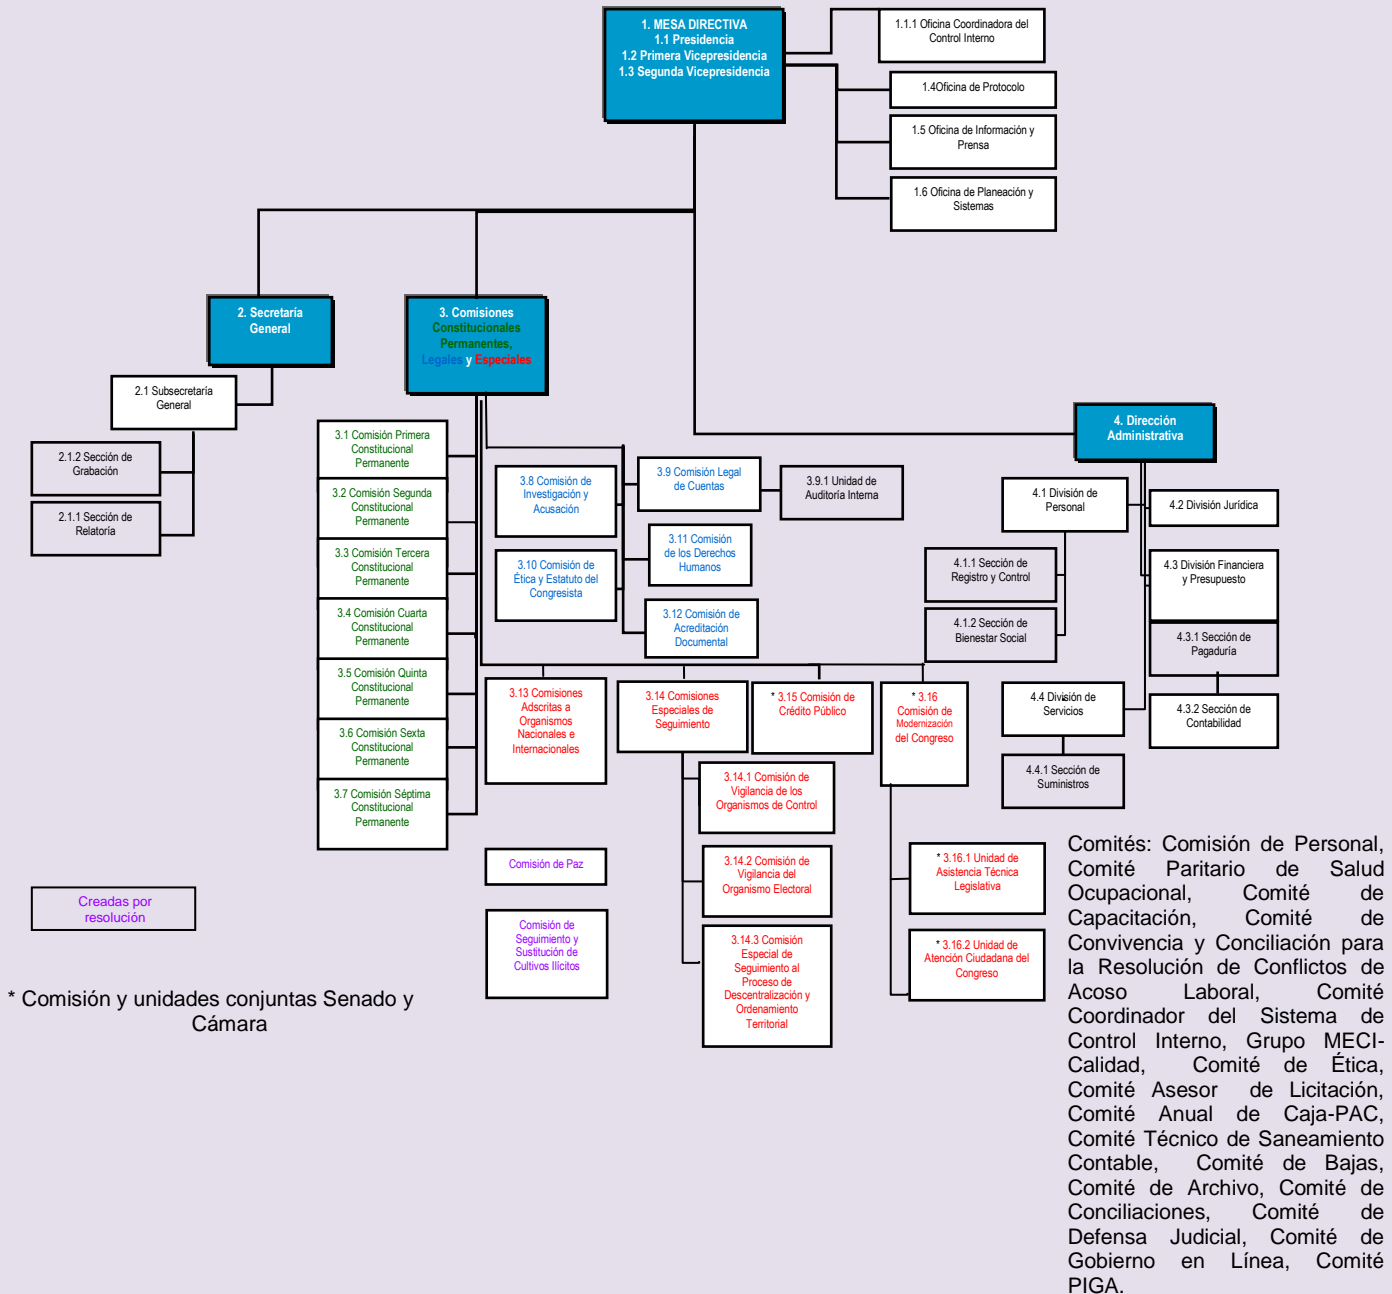 1. MESA DIRECTIVA
1.1 Presidencia
1.2 Primera Vicepresidencia
1.3 Segunda Vicepresidencia
1.1.1 Oficina Coordinadora del
Control Interno
1.4Oficina de Protocolo
1.5 Oficina de Información y
Prensa
1.6 Oficina de Planeación y
Sistemas
2. Secretaría
General
2.1 Subsecretaría
General
2.1.2 Sección de
Grabación
2.1.1 Sección de
Relatoría
3. Comisiones
Constitucionales
Permanentes,
Legales y Especiales
3.1 Comisión Primera
Constitucional
Permanente
3.2 Comisión Segunda
Constitucional
Permanente
3.3 Comisión Tercera
Constitucional
Permanente
3.4 Comisión Cuarta
Constitucional
Permanente
3.5 Comisión Quinta
Constitucional
Permanente
3.6 Comisión Sexta
Constitucional
Permanente
3.7 Comisión Séptima
Constitucional
Permanente
3.8 Comisión de
Investigación y
Acusación
3.9 Comisión Legal
de Cuentas
3.9.1 Unidad de
Auditoría Interna
3.10 Comisión de
Ética y Estatuto del
Congresista
3.11 Comisión
de los Derechos
Humanos
3.12 Comisión de
Acreditación
Documental
3.13 Comisiones
Adscritas a
Organismos
Nacionales e
Internacionales
3.14 Comisiones
Especiales de
Seguimiento
* 3.15 Comisión de
Crédito Público
* 3.16
Comisión de
Modernización
del Congreso
3.14.1 Comisión de
Vigilancia de los
Organismos de Control
3.14.2 Comisión de
Vigilancia del
Organismo Electoral
3.14.3 Comisión
Especial de
Seguimiento al
Proceso de
Descentralización y
Ordenamiento
Territorial
* 3.16.1 Unidad de
Asistencia Técnica
Legislativa
* 3.16.2 Unidad de
Atención Ciudadana del
Congreso
Comisión de Paz
Comisión de
Seguimiento y
Sustitución de
Cultivos Ilícitos
4. Dirección
Administrativa
4.1 División de
Personal
4.2 División Jurídica
4.1.1 Sección de
Registro y Control
4.1.2 Sección de
Bienestar Social
4.3 División Financiera
y Presupuesto
4.3.1 Sección de
Pagaduría
4.3.2 Sección de
Contabilidad
4.4 División de
Servicios
4.4.1 Sección de
Suministros
Creadas por
resolución
* Comisión y unidades conjuntas Senado y
Cámara
Comités: Comisión de Personal,
Comité Paritario de Salud
Ocupacional, Comité de
Capacitación, Comité de
Convivencia y Conciliación para
la Resolución de Conflictos de
Acoso Laboral, Comité
Coordinador del Sistema de
Control Interno, Grupo MECI-
Calidad, Comité de Ética,
Comité Asesor de Licitación,
Comité Anual de Caja-PAC,
Comité Técnico de Saneamiento
Contable, Comité de Bajas,
Comité de Archivo, Comité de
Conciliaciones, Comité de
Defensa Judicial, Comité de
Gobierno en Línea, Comité
PIGA.